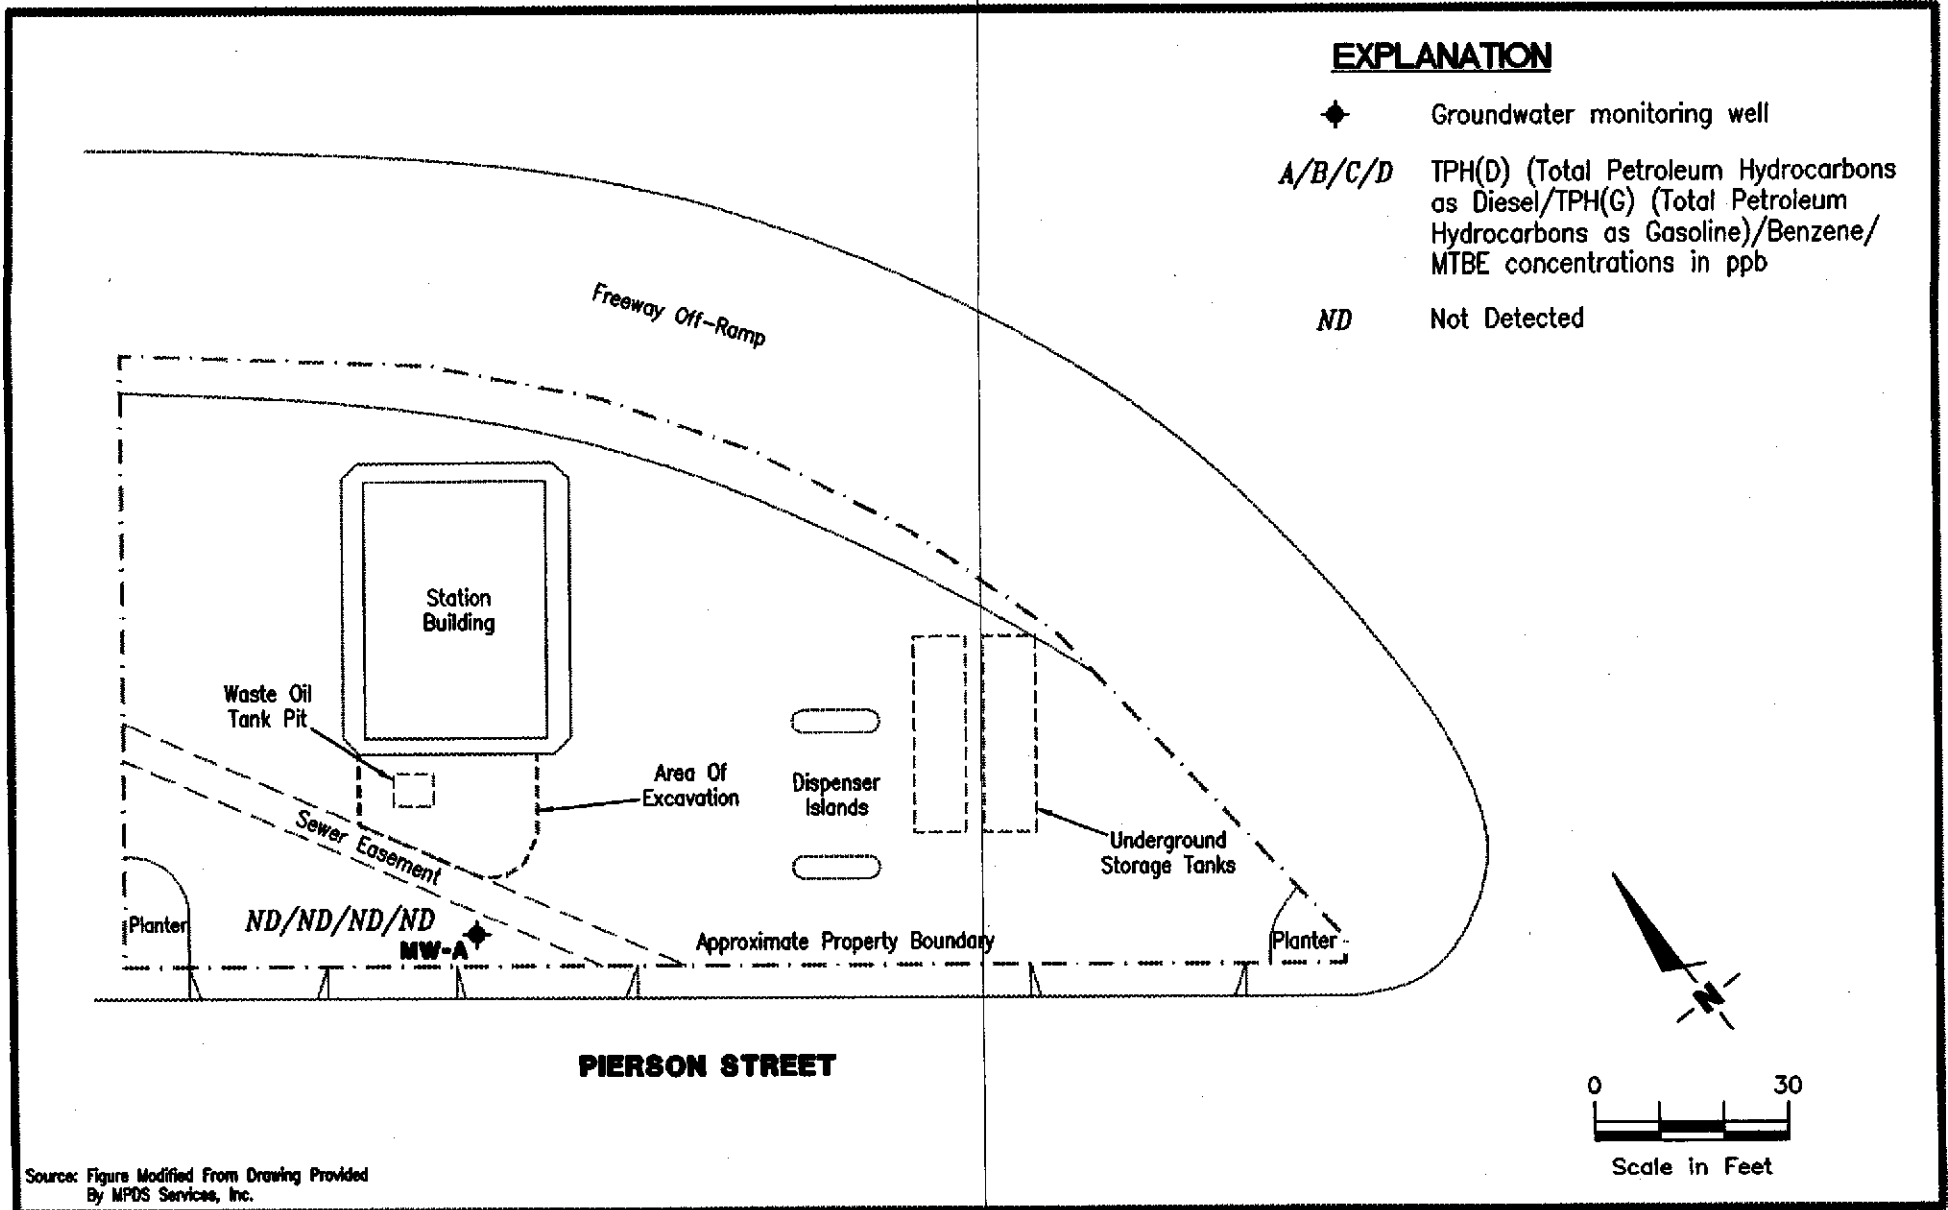 EXPLANATION
Groundwater monitoring well
A/B/C/D TPH(D) (Total Petroleum Hydrocarbons
as Diesel/TPH(G) (Total Petroleum
Hydrocarbons as Gasoline)/Benzene/
MTBE concentrations in ppb
ND Not Detected
Freeway Off-Ramp
Station
Building
Waste Oil
Tank Pit
Area Of
Excavation
Dispenser
Islands
Underground
Storage Tanks
Sewer Easement
Planter
ND/ND/ND/ND
MW-A
Approximate Property Boundary
Planter
N
PIERSON STREET
0 30
Scale in Feet
Source: Figure Modified From Drawing Provided
By MPDS Services, Inc.